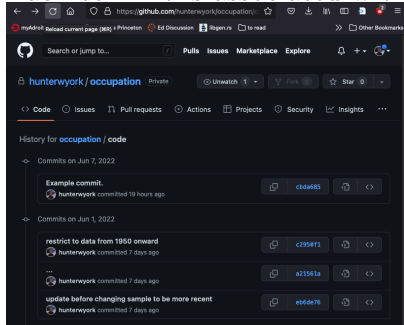 https://github.com/hunterwyork/occupation/
myAdroit
Reload current page (⌘R)
Princeton
Ed Discussion
libgen.rs
to read
Other Bookmarks
Search or jump to...
/
Pulls Issues Marketplace Explore
hunterwyork / occupation Private
Unwatch 1
Fork
Star 0
Code Issues Pull requests Actions Projects Security Insights ...
History for occupation / code
Commits on Jun 7, 2022
Example commit.
hunterwyork committed 19 hours ago
cbda685
Commits on Jun 1, 2022
restrict to data from 1950 onward
hunterwyork committed 7 days ago
c2950f1
...
hunterwyork committed 7 days ago
a21561a
update before changing sample to be more recent
hunterwyork committed 7 days ago
eb6de76